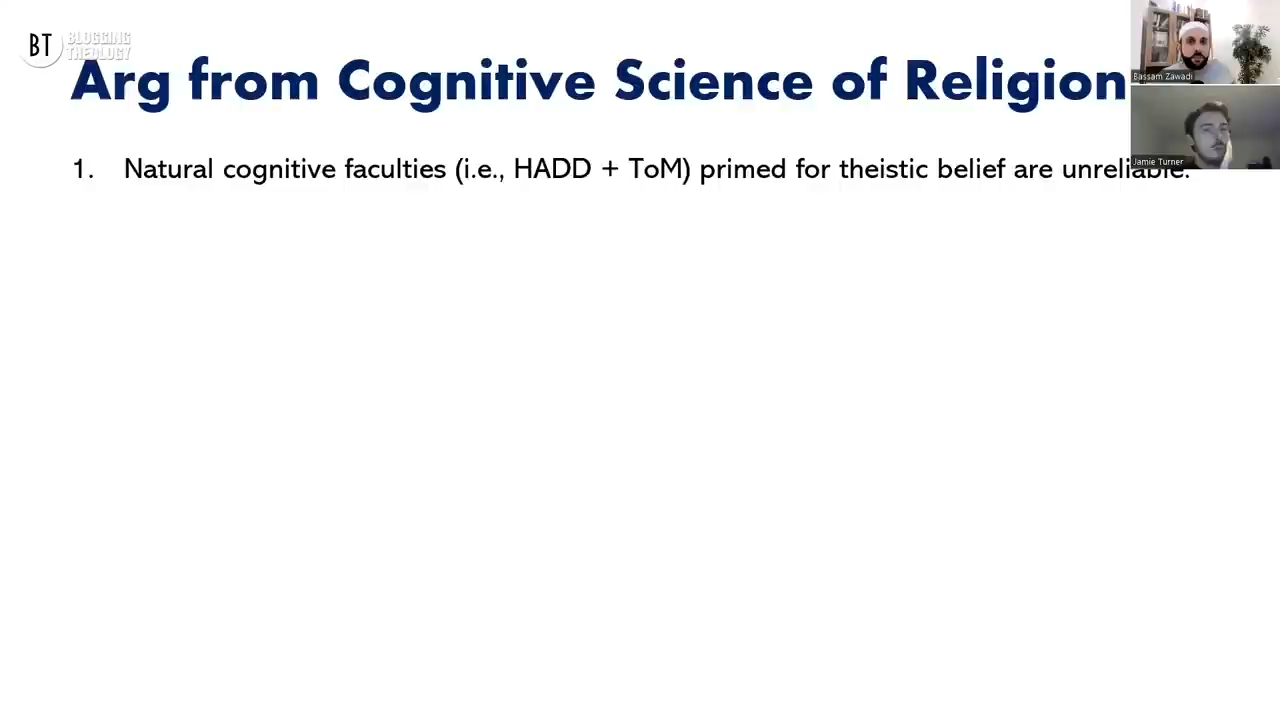 BT BLOGGING THEOLOGY
Arg from Cognitive Science of Religion
Bassam Zawadi
Jamie Turner
1. Natural cognitive faculties (i.e., HADD + ToM) primed for theistic belief are unreliable.